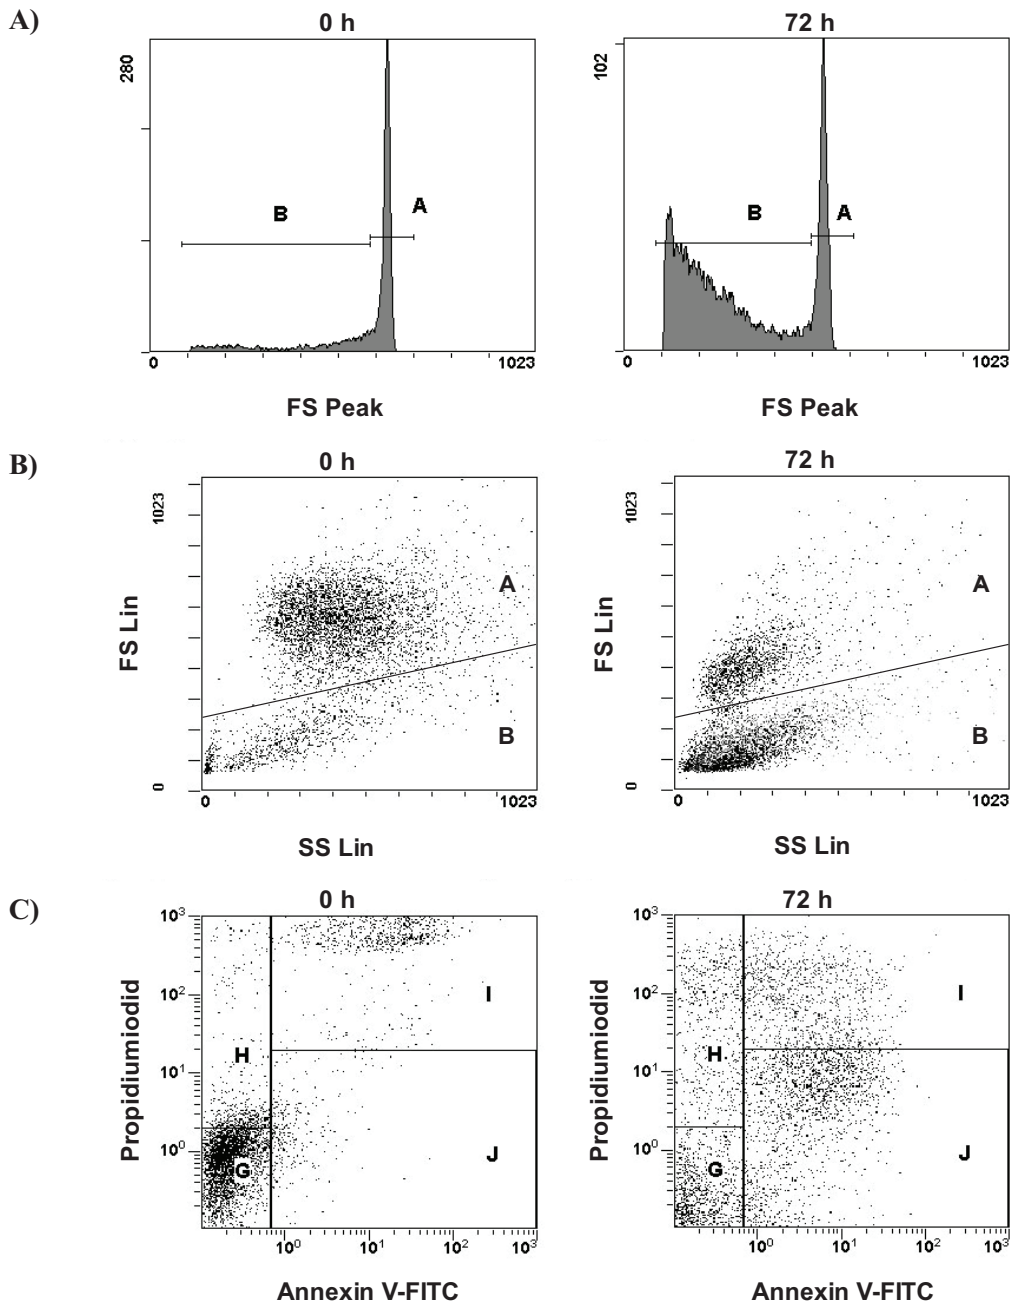 A)
0 h
72 h
280
B
A
0
1023
FS Peak
102
B
A
0
1023
FS Peak
B)
0 h
72 h
1023
FS Lin
A
B
0
0
1023
SS Lin
1023
FS Lin
A
B
0
0
1023
SS Lin
C)
0 h
72 h
10³
10²
10¹
10⁰
Propidiumiodid
I
H
J
G
10⁰
10¹
10²
10³
Annexin V-FITC
10³
10²
10¹
10⁰
Propidiumiodid
I
H
J
G
10⁰
10¹
10²
10³
Annexin V-FITC